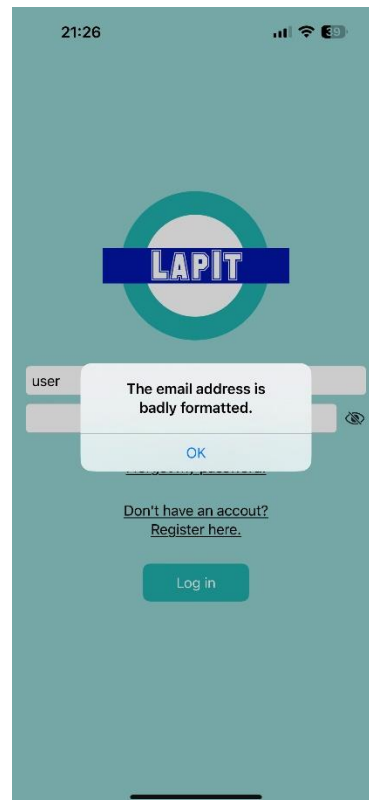 21:26
39
LAPIT
user
The email address is
badly formatted.
OK
Don't have an accout?
Register here.
Log in